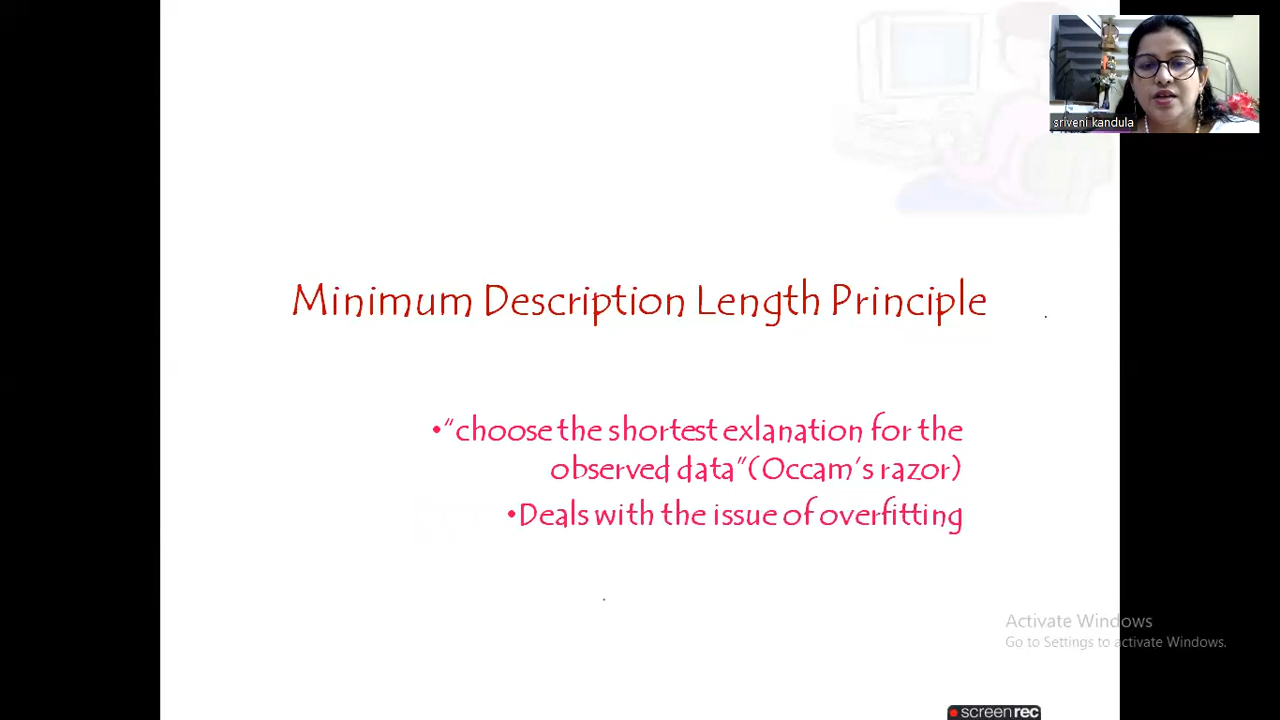 sriveni kandula
Minimum Description Length Principle
•“choose the shortest exlanation for the
observed data”(Occam’s razor)
•Deals with the issue of overfitting
Activate Windows
Go to Settings to activate Windows.
screenrec